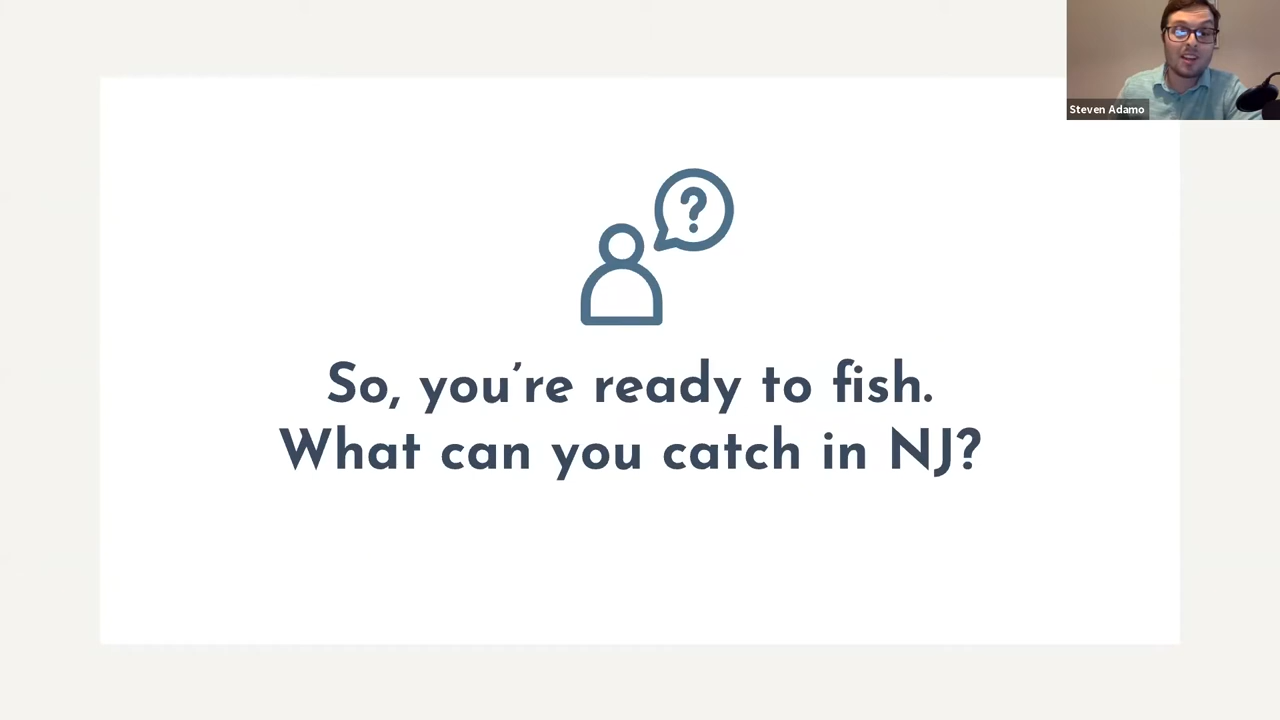 Steven Adamo
?
So, you’re ready to fish.
What can you catch in NJ?